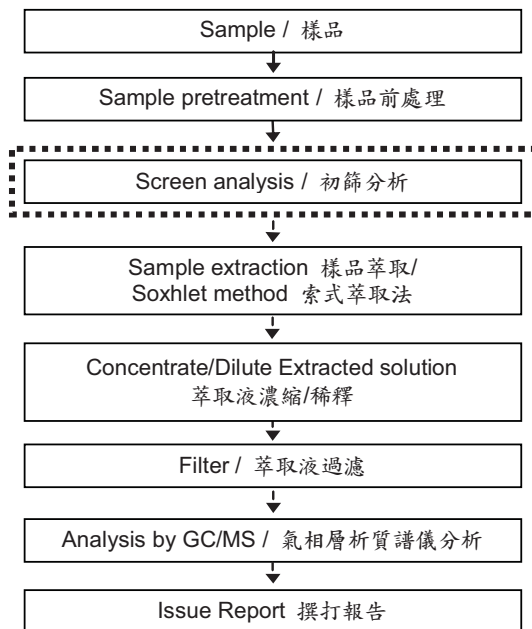 Sample / 樣品
Sample pretreatment / 樣品前處理
Screen analysis / 初篩分析
Sample extraction 樣品萃取/
Soxhlet method 索式萃取法
Concentrate/Dilute Extracted solution
萃取液濃縮/稀釋
Filter / 萃取液過濾
Analysis by GC/MS / 氣相層析質譜儀分析
Issue Report 撰打報告